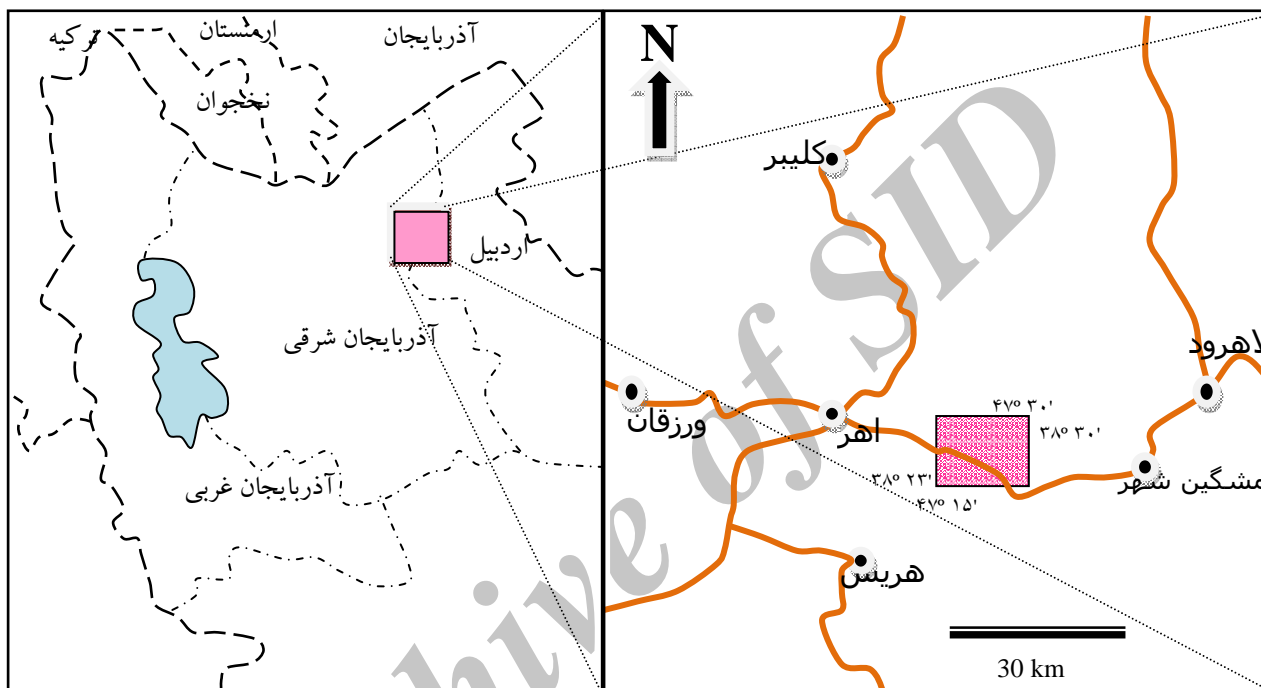 ترکیه
ارمنستان
آذربایجان
نخجوان
اردبیل
آذربایجان شرقی
آذربایجان غربی
N
کلیبر
لاهرود
ورزقان
اهر
۴۷° ۳۰'
۳۸° ۳۰'
۳۸° ۲۳'
۴۷° ۱۵'
مشگین شهر
هریس
30 km
hive of SID